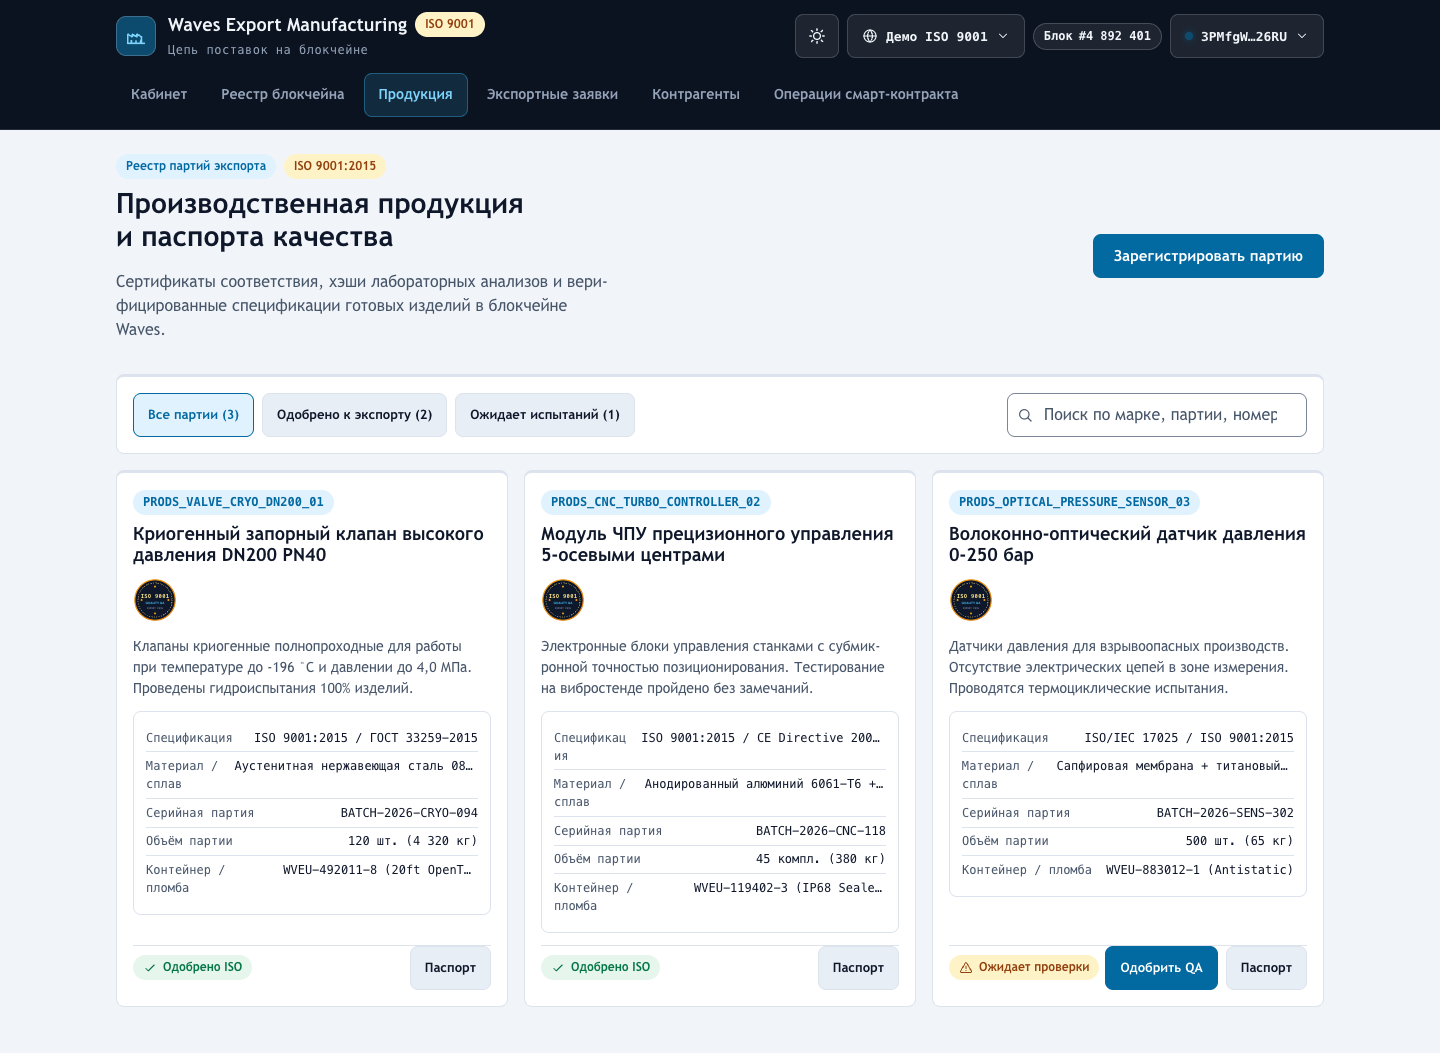 Waves Export Manufacturing ISO 9001
Цепь поставок на блокчейне
Демо ISO 9001
Блок #4 892 401
3PMfgW…26RU
Кабинет
Реестр блокчейна
Продукция
Экспортные заявки
Контрагенты
Операции смарт-контракта
Реестр партий экспорта
ISO 9001:2015
Производственная продукция
и паспорта качества
Сертификаты соответствия, хэши лабораторных анализов и вери-
фицированные спецификации готовых изделий в блокчейне
Waves.
Зарегистрировать партию
Все партии (3)
Одобрено к экспорту (2)
Ожидает испытаний (1)
Поиск по марке, партии, номер
PRODS_VALVE_CRYO_DN200_01
Криогенный запорный клапан высокого
давления DN200 PN40
ISO 9001
Клапаны криогенные полнопроходные для работы
при температуре до -196 °C и давлении до 4,0 МПа.
Проведены гидроиспытания 100% изделий.
Спецификация ISO 9001:2015 / ГОСТ 33259-2015
Материал / Аустенитная нержавеющая сталь 08…
сплав
Серийная партия BATCH-2026-CRYO-094
Объём партии 120 шт. (4 320 кг)
Контейнер / WVEU-492011-8 (20ft OpenT…
пломба
Одобрено ISO
Паспорт
PRODS_CNC_TURBO_CONTROLLER_02
Модуль ЧПУ прецизионного управления
5-осевыми центрами
ISO 9001
Электронные блоки управления станками с субмик-
ронной точностью позиционирования. Тестирование
на вибростенде пройдено без замечаний.
Специфика­ц ISO 9001:2015 / CE Directive 200…
ия
Материал / Анодированный алюминий 6061-T6 +…
сплав
Серийная партия BATCH-2026-CNC-118
Объём партии 45 компл. (380 кг)
Контейнер / WVEU-119402-3 (IP68 Seale…
пломба
Одобрено ISO
Паспорт
PRODS_OPTICAL_PRESSURE_SENSOR_03
Волоконно-оптический датчик давления
0-250 бар
ISO 9001
Датчики давления для взрывоопасных производств.
Отсутствие электрических цепей в зоне измерения.
Проводятся термоциклические испытания.
Спецификация ISO/IEC 17025 / ISO 9001:2015
Материал / Сапфировая мембрана + титановый…
сплав
Серийная партия BATCH-2026-SENS-302
Объём партии 500 шт. (65 кг)
Контейнер / пломба WVEU-883012-1 (Antistatic)
Ожидает проверки
Одобрить QA
Паспорт